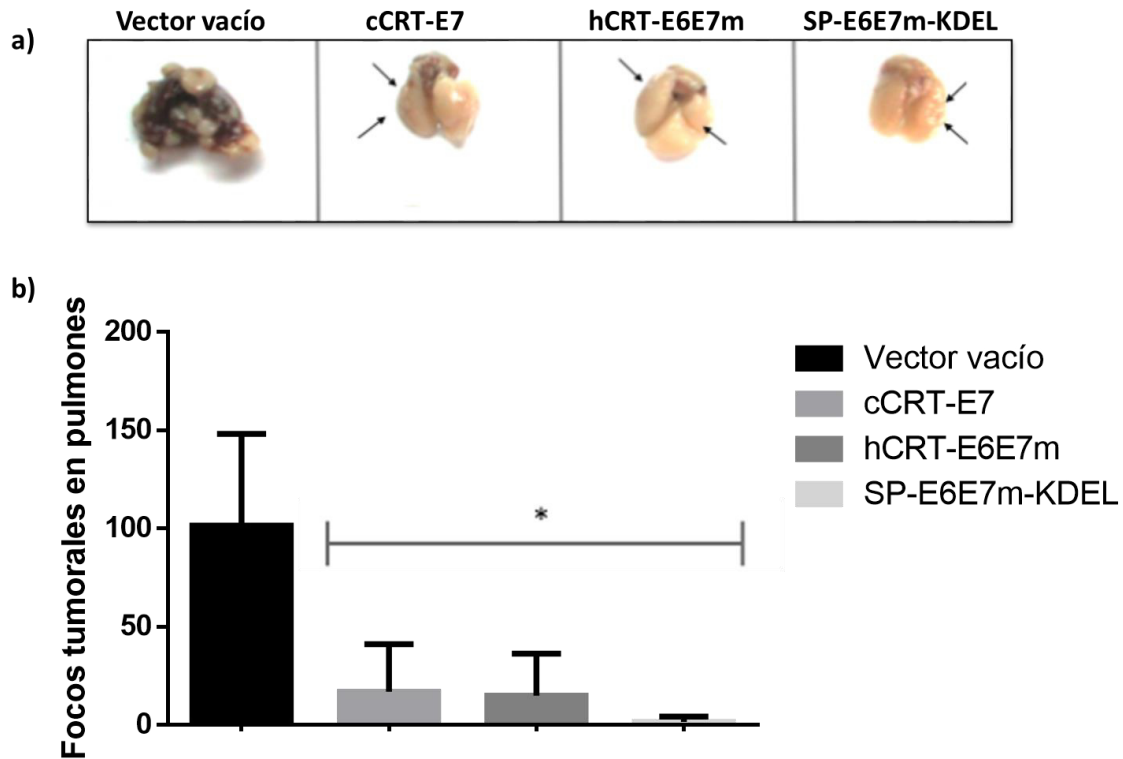 a)
Vector vacío cCRT-E7 hCRT-E6E7m SP-E6E7m-KDEL
b)
Focos tumorales en pulmones
200
150
100
50
0
*
Vector vacío
cCRT-E7
hCRT-E6E7m
SP-E6E7m-KDEL